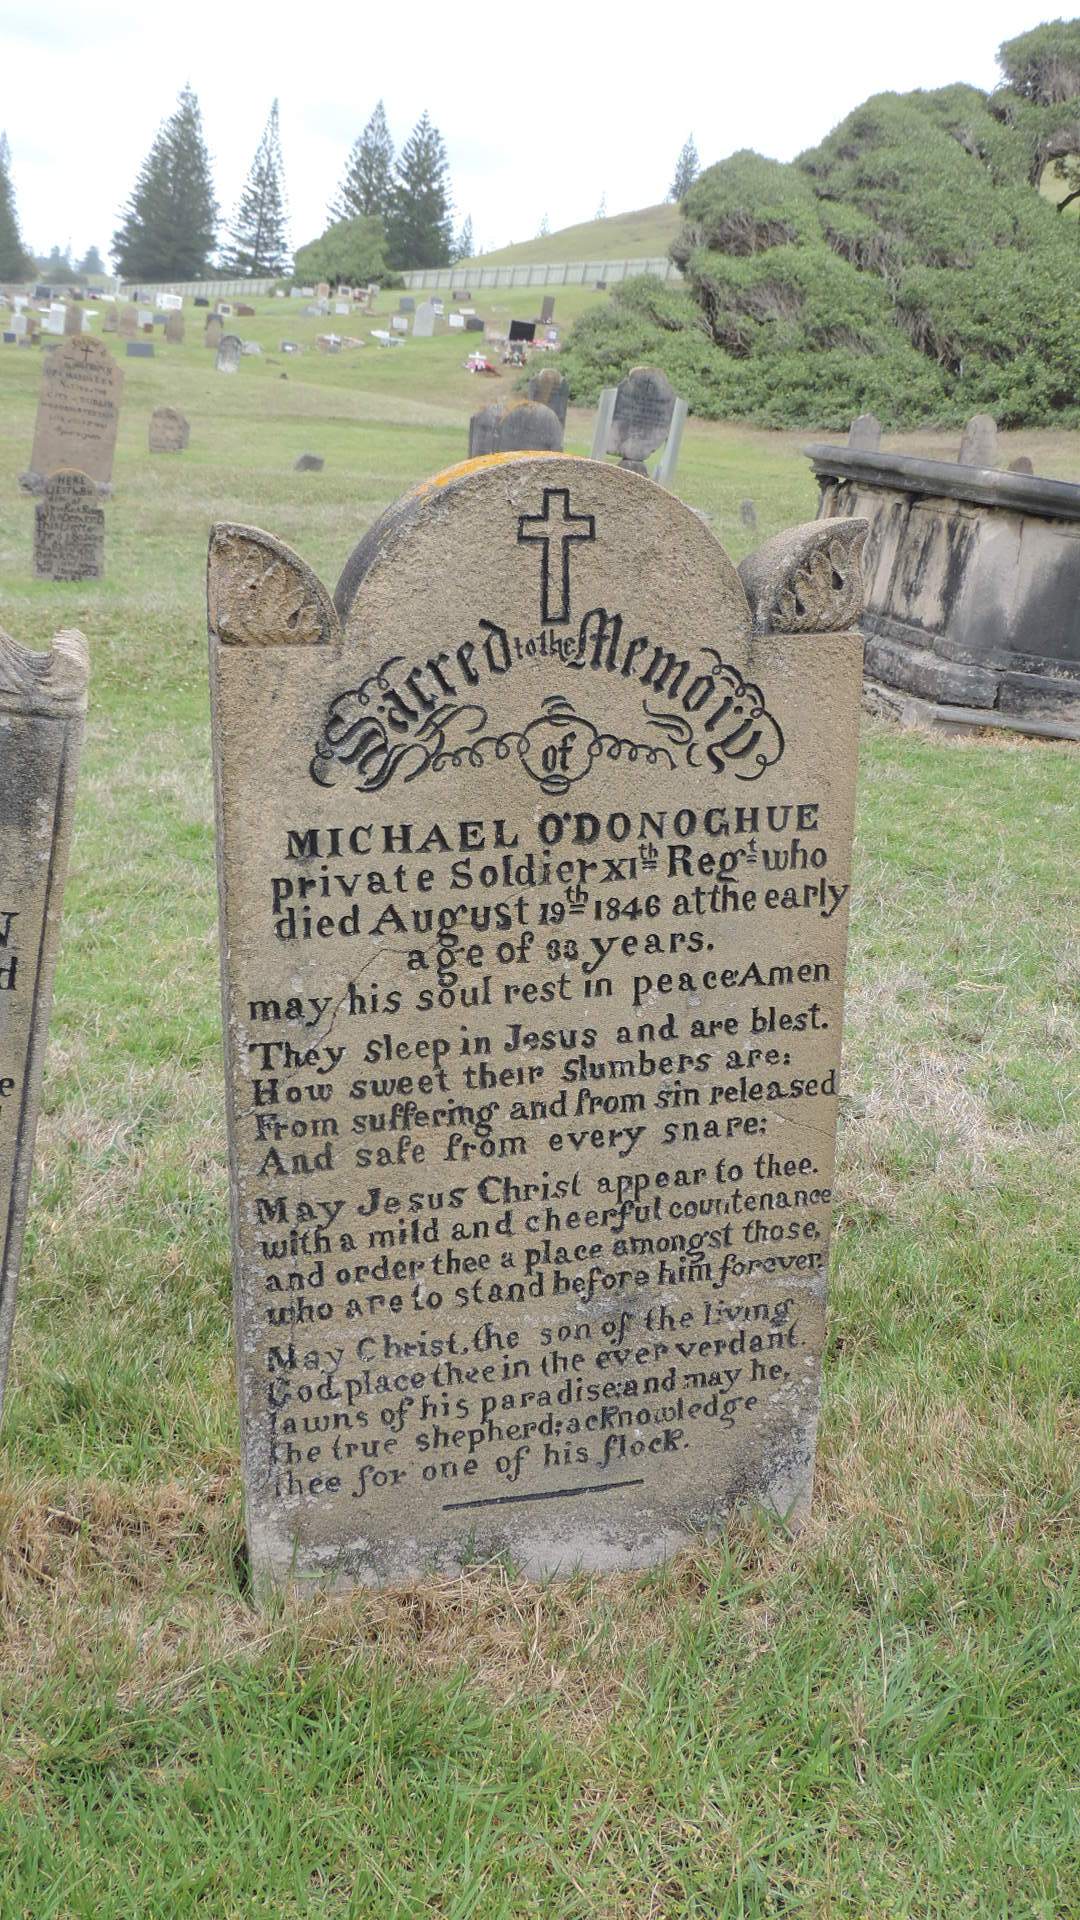 Sacred to the Memory
of
MICHAEL O'DONOGHUE
private Soldier XIth Regt who
died August 19th 1846 at the early
age of 33 years.
may his soul rest in peace Amen
They sleep in Jesus and are blest.
How sweet their slumbers are:
From suffering and from sin released
And safe from every snare:
May Jesus Christ appear to thee.
with a mild and cheerful countenance
and order thee a place amongst those,
who are to stand before him forever.
May Christ, the son of the living
God, place thee in the ever verdant.
lawns of his paradise; and may he,
the true shepherd; acknowledge
thee for one of his flock.
HERE